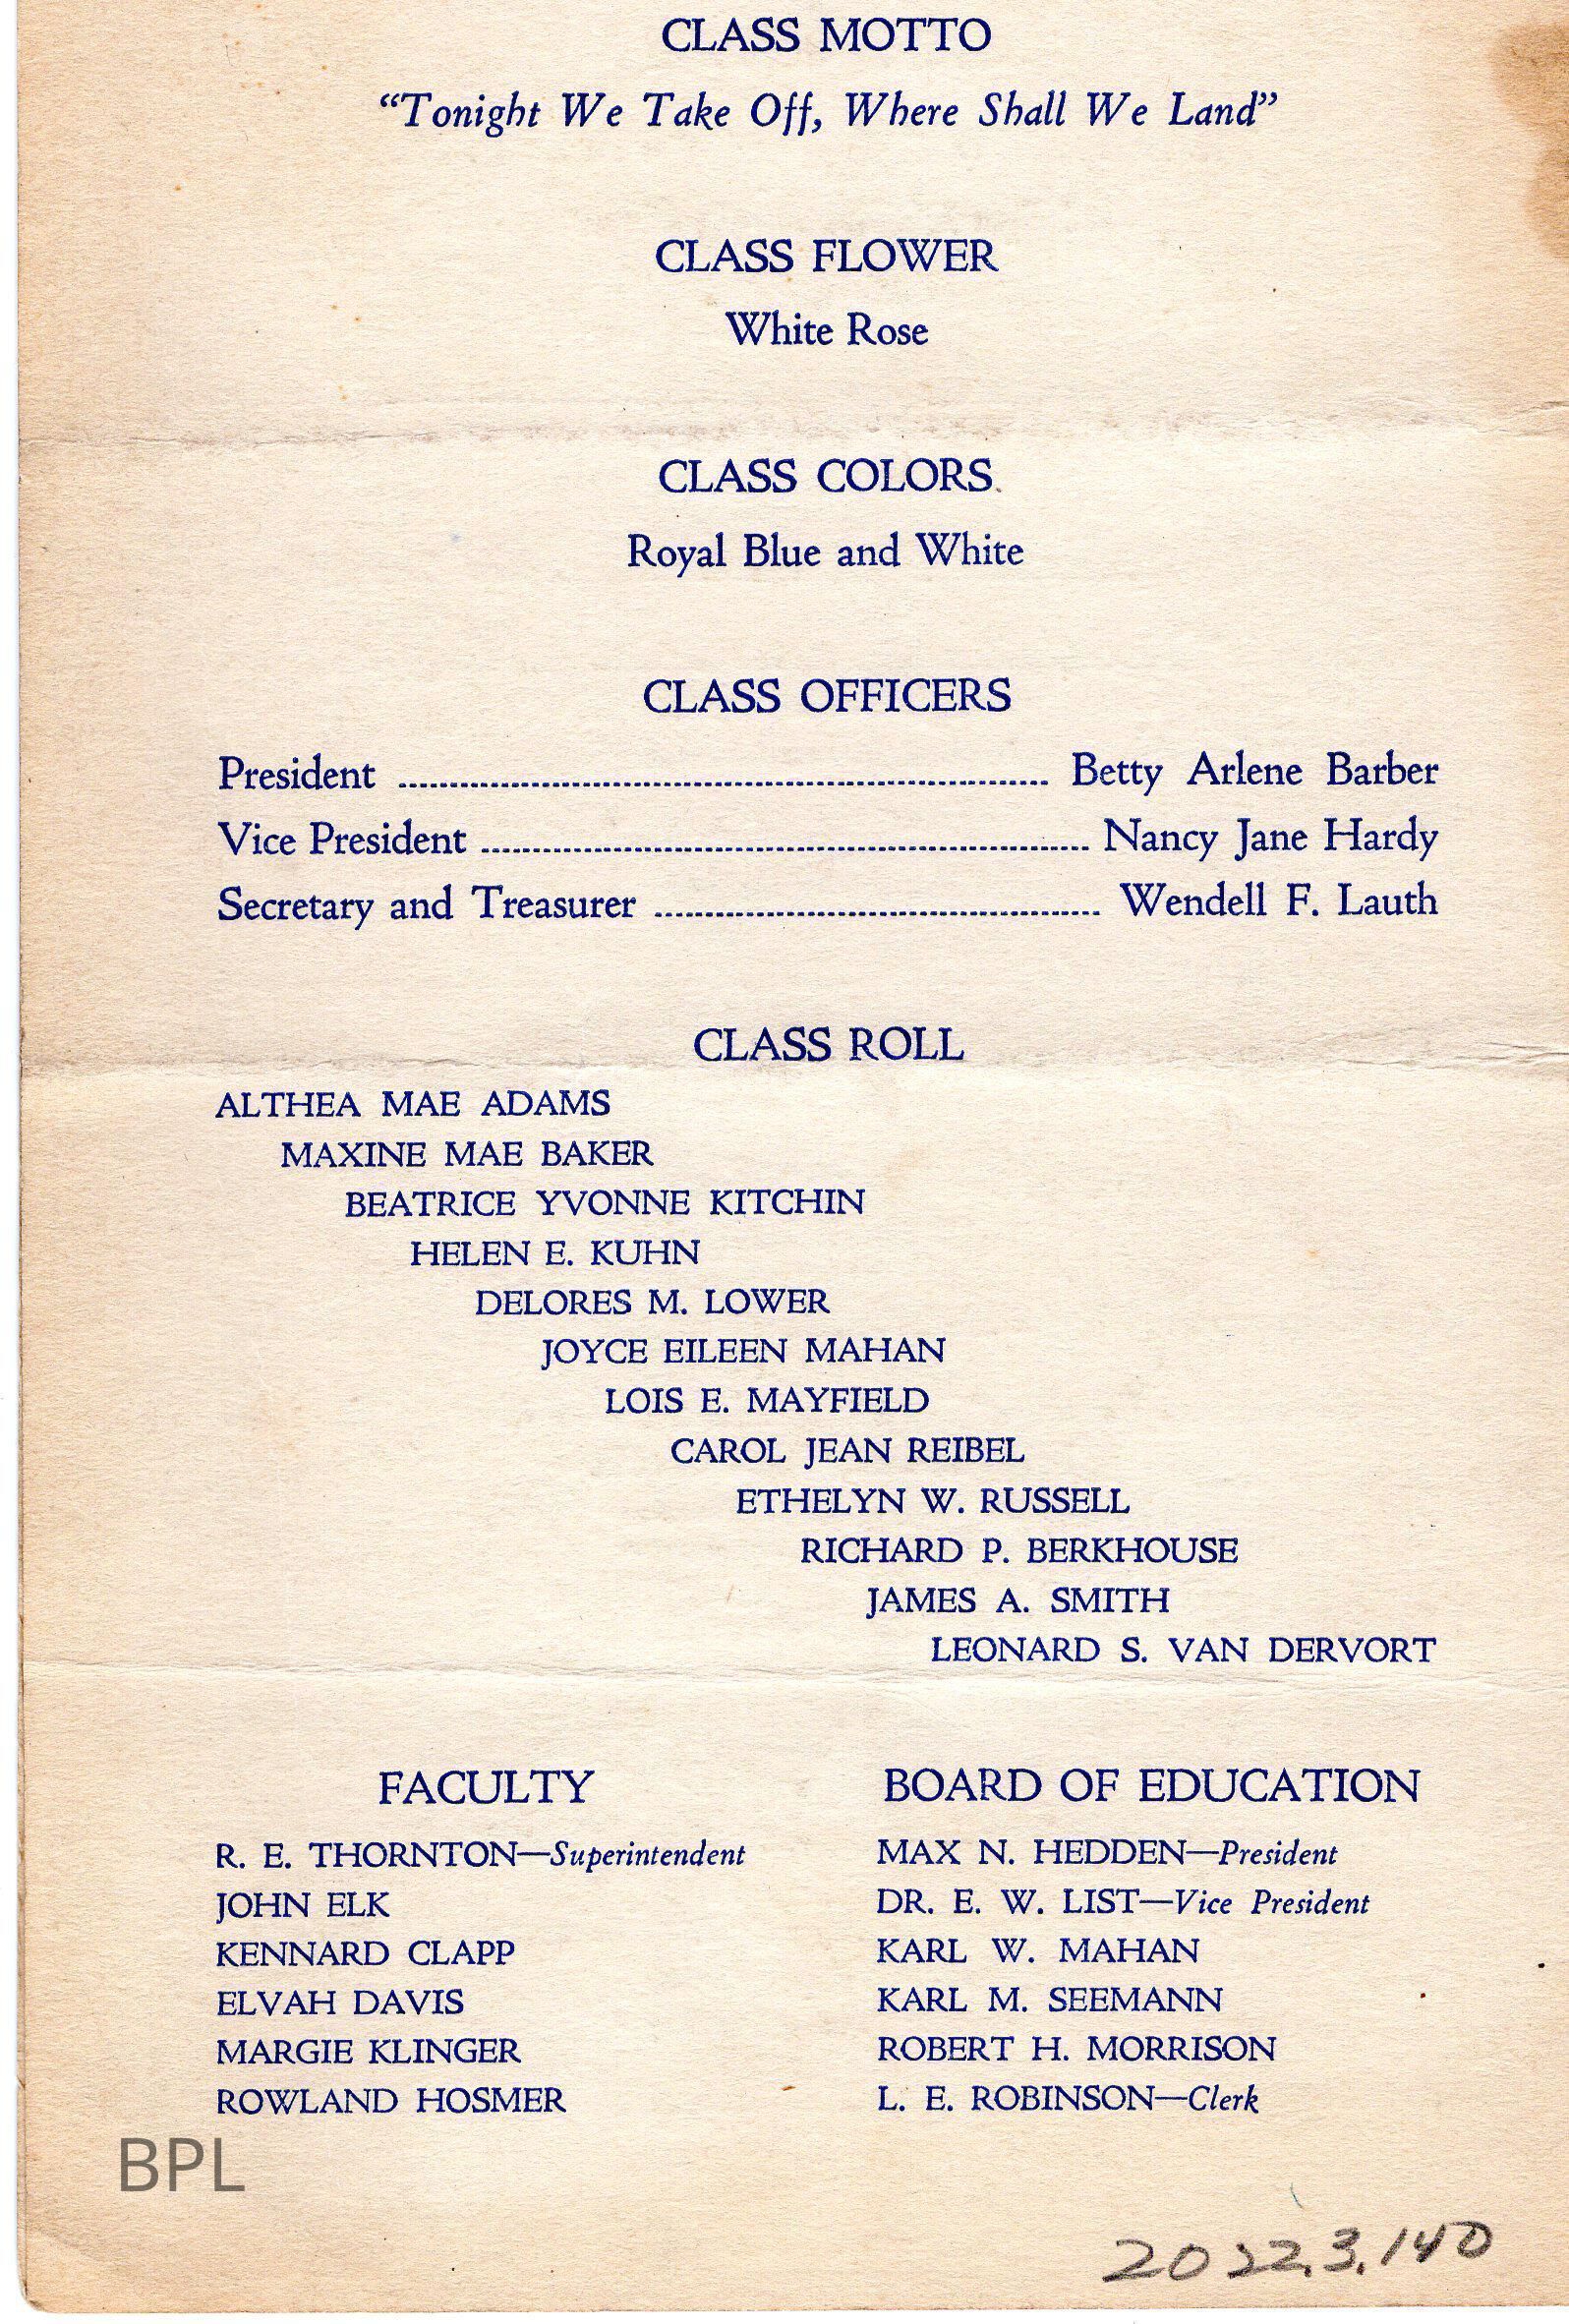 CLASS MOTTO
“Tonight We Take Off, Where Shall We Land”
CLASS FLOWER
White Rose
CLASS COLORS
Royal Blue and White
CLASS OFFICERS
President ........ Betty Arlene Barber
Vice President ........ Nancy Jane Hardy
Secretary and Treasurer ........ Wendell F. Lauth
CLASS ROLL
ALTHEA MAE ADAMS
MAXINE MAE BAKER
BEATRICE YVONNE KITCHIN
HELEN E. KUHN
DELORES M. LOWER
JOYCE EILEEN MAHAN
LOIS E. MAYFIELD
CAROL JEAN REIBEL
ETHELYN W. RUSSELL
RICHARD P. BERKHOUSE
JAMES A. SMITH
LEONARD S. VAN DERVORT
FACULTY
R. E. THORNTON—Superintendent
JOHN ELK
KENNARD CLAPP
ELVAH DAVIS
MARGIE KLINGER
ROWLAND HOSMER
BOARD OF EDUCATION
MAX N. HEDDEN—President
DR. E. W. LIST—Vice President
KARL W. MAHAN
KARL M. SEEMANN
ROBERT H. MORRISON
L. E. ROBINSON—Clerk
BPL
2022.3.140